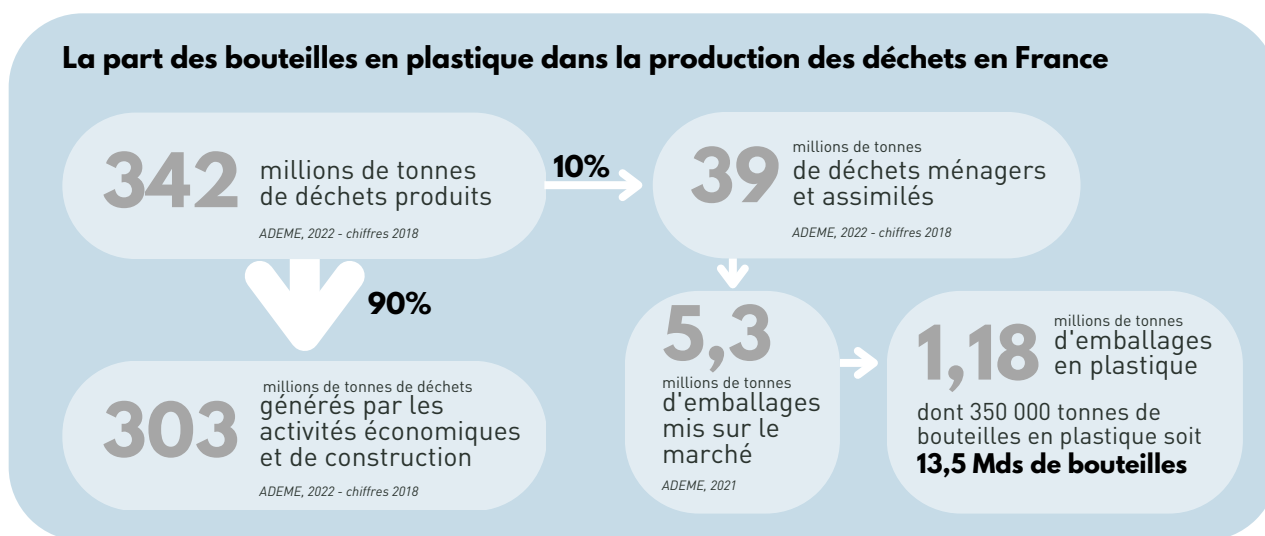 La part des bouteilles en plastique dans la production des déchets en France
342
millions de tonnes
de déchets produits
ADEME, 2022 - chiffres 2018
10%
39
millions de tonnes
de déchets ménagers
et assimilés
ADEME, 2022 - chiffres 2018
90%
303
millions de tonnes de déchets
générés par les
activités économiques
et de construction
ADEME, 2022 - chiffres 2018
5,3
millions de tonnes
d'emballages
mis sur le
marché
ADEME, 2021
1,18
millions de tonnes
d'emballages
en plastique
dont 350 000 tonnes de
bouteilles en plastique soit
13,5 Mds de bouteilles